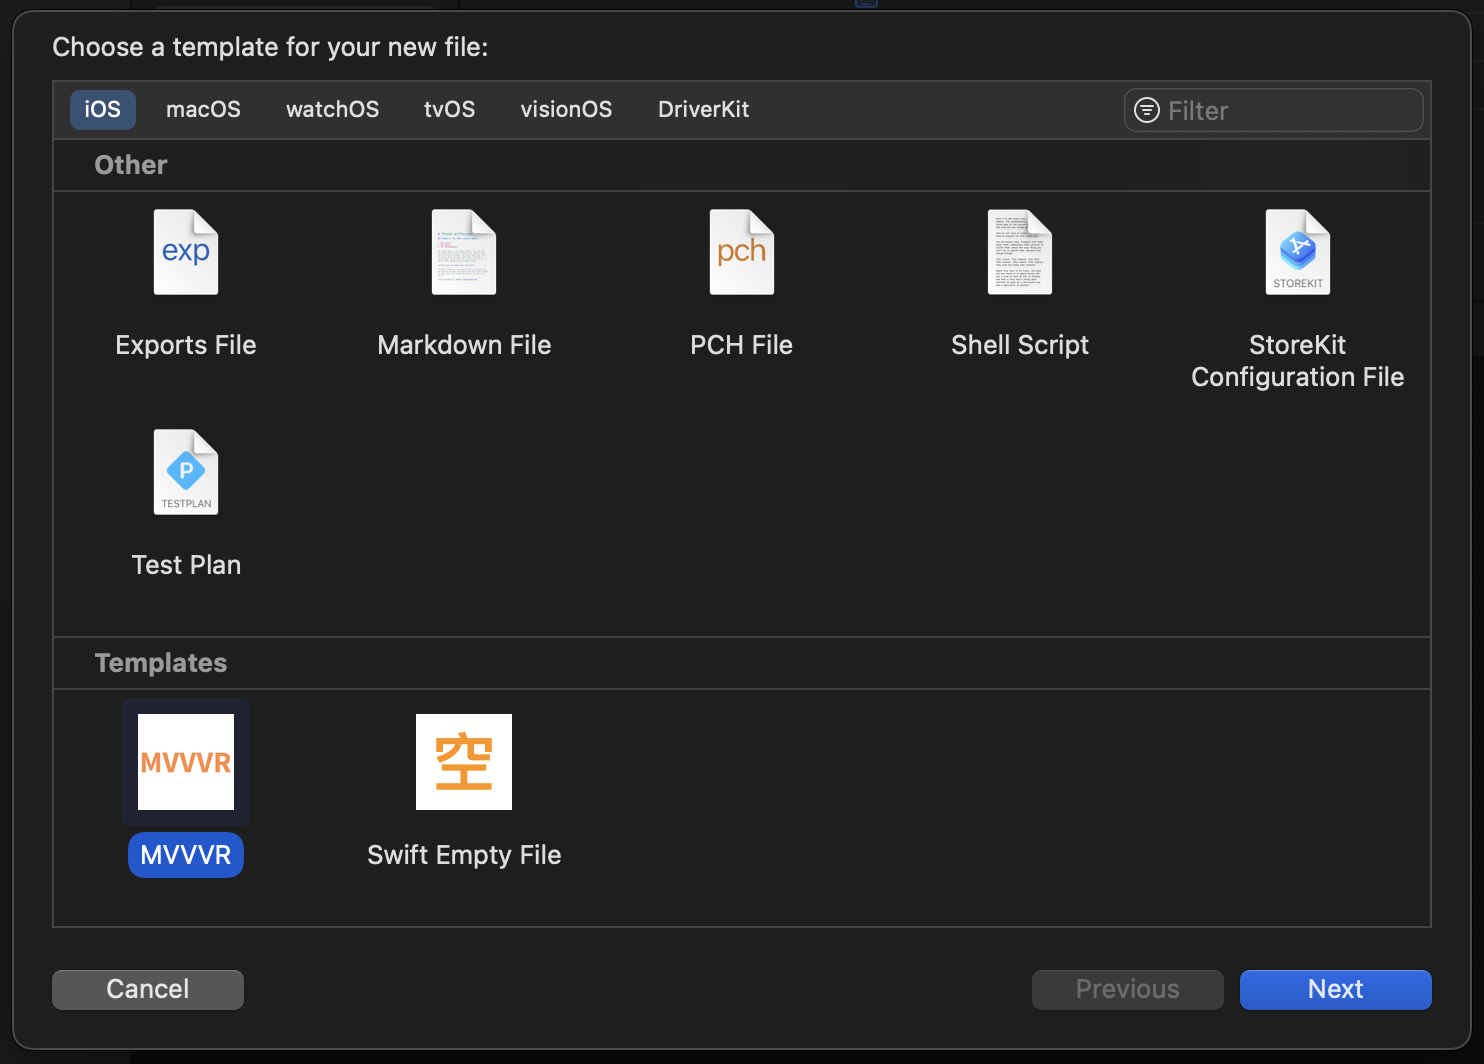 Choose a template for your new file:
iOS macOS watchOS tvOS visionOS DriverKit Filter
Other
exp
pch
STOREKIT
Exports File
Markdown File
PCH File
Shell Script
StoreKit
Configuration File
P
TESTPLAN
Test Plan
Templates
MVVVR
空
MVVVR
Swift Empty File
Cancel
Previous
Next